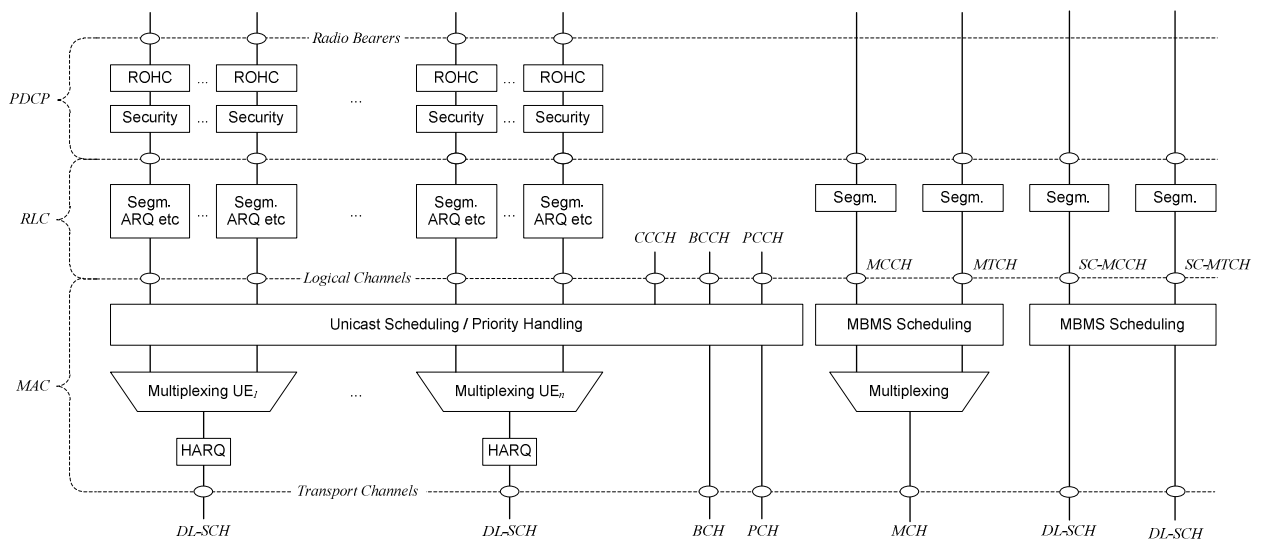 Radio Bearers
ROHC ... ROHC ROHC ... ROHC
PDCP ...
Security ... Security Security ... Security
Segm. ARQ etc ... Segm. ARQ etc ... Segm. ARQ etc ... Segm. ARQ etc Segm. Segm. Segm. Segm.
RLC
CCCH BCCH PCCH
Logical Channels MCCH MTCH SC-MCCH SC-MTCH
Unicast Scheduling / Priority Handling MBMS Scheduling MBMS Scheduling
MAC Multiplexing UE1 ... Multiplexing UEn Multiplexing
HARQ HARQ
Transport Channels
DL-SCH DL-SCH BCH PCH MCH DL-SCH DL-SCH